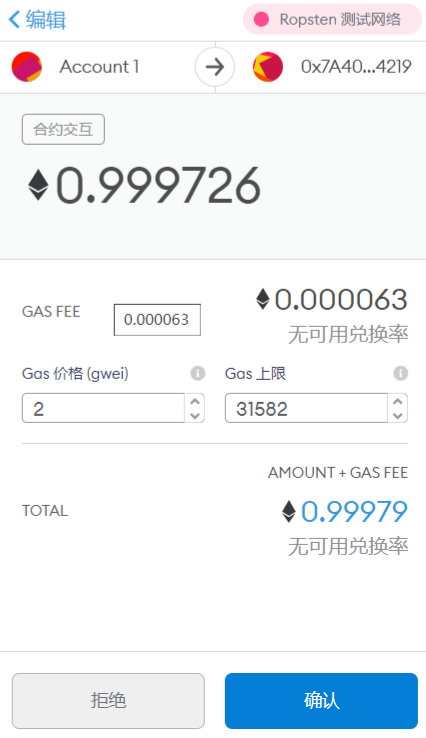 编辑
Ropsten 测试网络
Account 1
0x7A40...4219
合约交互
0.999726
GAS FEE
0.000063
0.000063
无可用兑换率
Gas 价格 (gwei)
Gas 上限
2
31582
AMOUNT + GAS FEE
TOTAL
0.99979
无可用兑换率
拒绝
确认